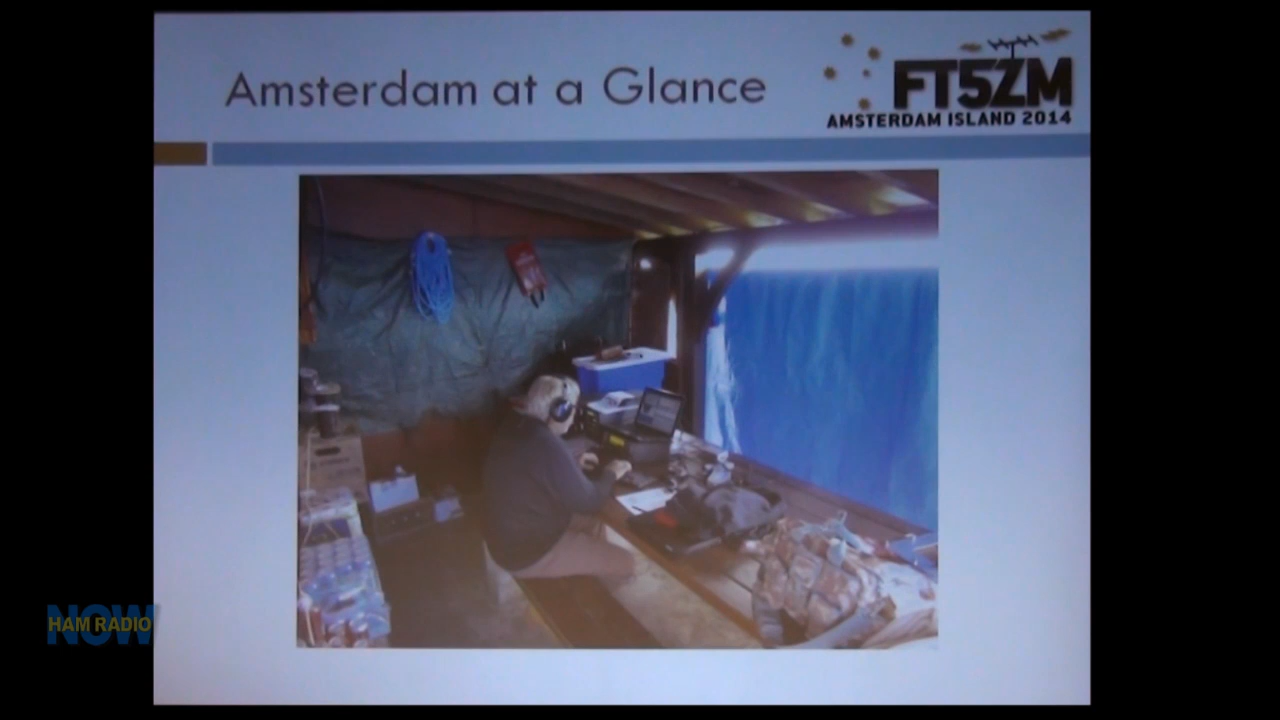 Amsterdam at a Glance
FT5ZM
AMSTERDAM ISLAND 2014
HAM RADIO
NOW